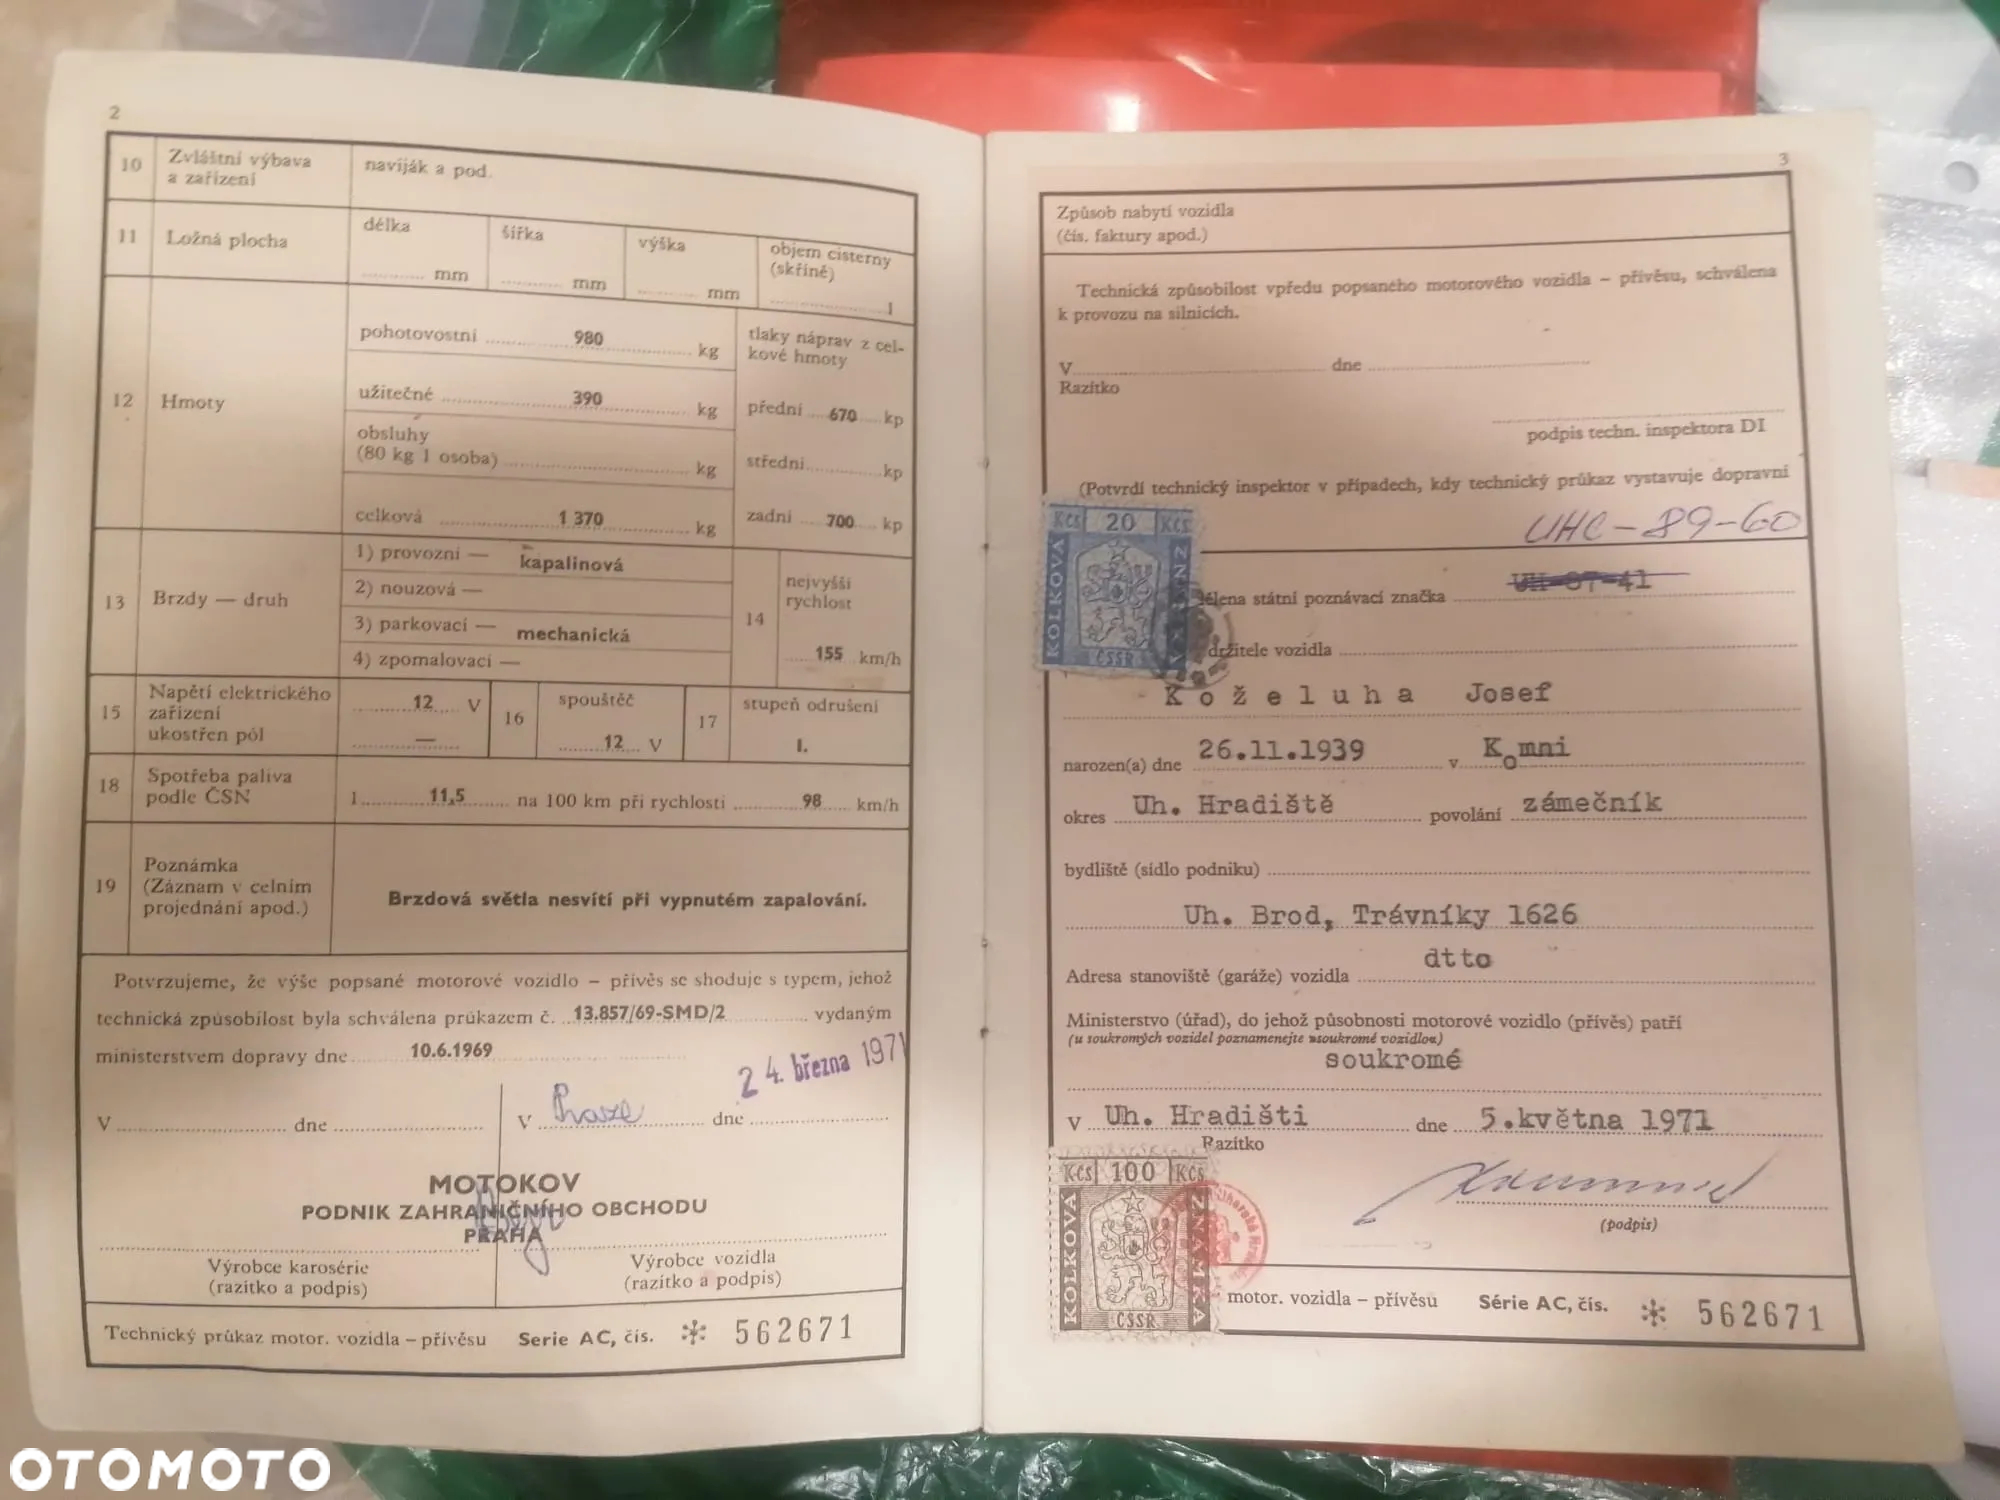 2
10 Zvláštní výbava
a zařízení
naviják a pod.
11 Ložná plocha
délka
........... mm
šířka
........... mm
výška
........... mm
objem cisterny
(skříně)
........... l
12 Hmoty
pohotovostní ........ 980 ........ kg
užitečné ........ 390 ........ kg
obsluhy
(80 kg 1 osoba) ........ kg
celková ........ 1 370 ........ kg
tlaky náprav z cel-
kové hmoty
přední .... 670 .... kp
střední ........ kp
zadní .... 700 .... kp
13 Brzdy — druh
1) provozní — kapalinová
2) nouzová —
3) parkovací — mechanická
4) zpomalovací —
14 nejvyšší
rychlost
..... 155 .. km/h
15 Napětí elektrického
zařízení
ukostřen pól
........ 12 .... V
—
16 spouštěč
........ 12 ... V
17 stupeň odrušení
I.
18 Spotřeba paliva
podle ČSN
l ........ 11,5 ........ na 100 km při rychlosti ........ 98 .... km/h
19 Poznámka
(Záznam v celním
projednání apod.)
Brzdová světla nesvítí při vypnutém zapalování.
Potvrzujeme, že výše popsané motorové vozidlo – přívěs se shoduje s typem, jehož
technická způsobilost byla schválena průkazem č. 13.857/69-SMD/2 vydaným
ministerstvem dopravy dne 10.6.1969
24. března 1971
V ........ dne ........
V Praze dne ........
MOTOKOV
PODNIK ZAHRANIČNÍHO OBCHODU
PRAHA
Výrobce karosérie
(razítko a podpis)
Výrobce vozidla
(razítko a podpis)
Technický průkaz motor. vozidla – přívěsu Serie AC, čís. * 562671
3
Způsob nabytí vozidla
(čís. faktury apod.)
Technická způsobilost vpředu popsaného motorového vozidla – přívěsu, schválena
k provozu na silnicích.
V ........ dne ........
Razítko
podpis techn. inspektora DI
(Potvrdí technický inspektor v případech, kdy technický průkaz vystavuje dopravní
UHC-89-60
Kčs 20 Kčs
KOLKOVÁ
ČSSR
státní poznávací značka
držitele vozidla
Koželuha Josef
narozen(a) dne 26.11.1939 v Komni
okres Uh. Hradiště povolání zámečník
bydliště (sídlo podniku)
Uh. Brod, Trávníky 1626
Adresa stanoviště (garáže) vozidla dtto
Ministerstvo (úřad), do jehož působnosti motorové vozidlo (přívěs) patří
(u soukromých vozidel poznamenejte »soukromé vozidlo«)
soukromé
V Uh. Hradišti dne 5.května 1971
Razítko
(podpis)
Kčs 100 Kčs
KOLKOVÁ
ZNÁMKA
ČSSR
motor. vozidla – přívěsu Série AC, čís. * 562671
OTOMOTO